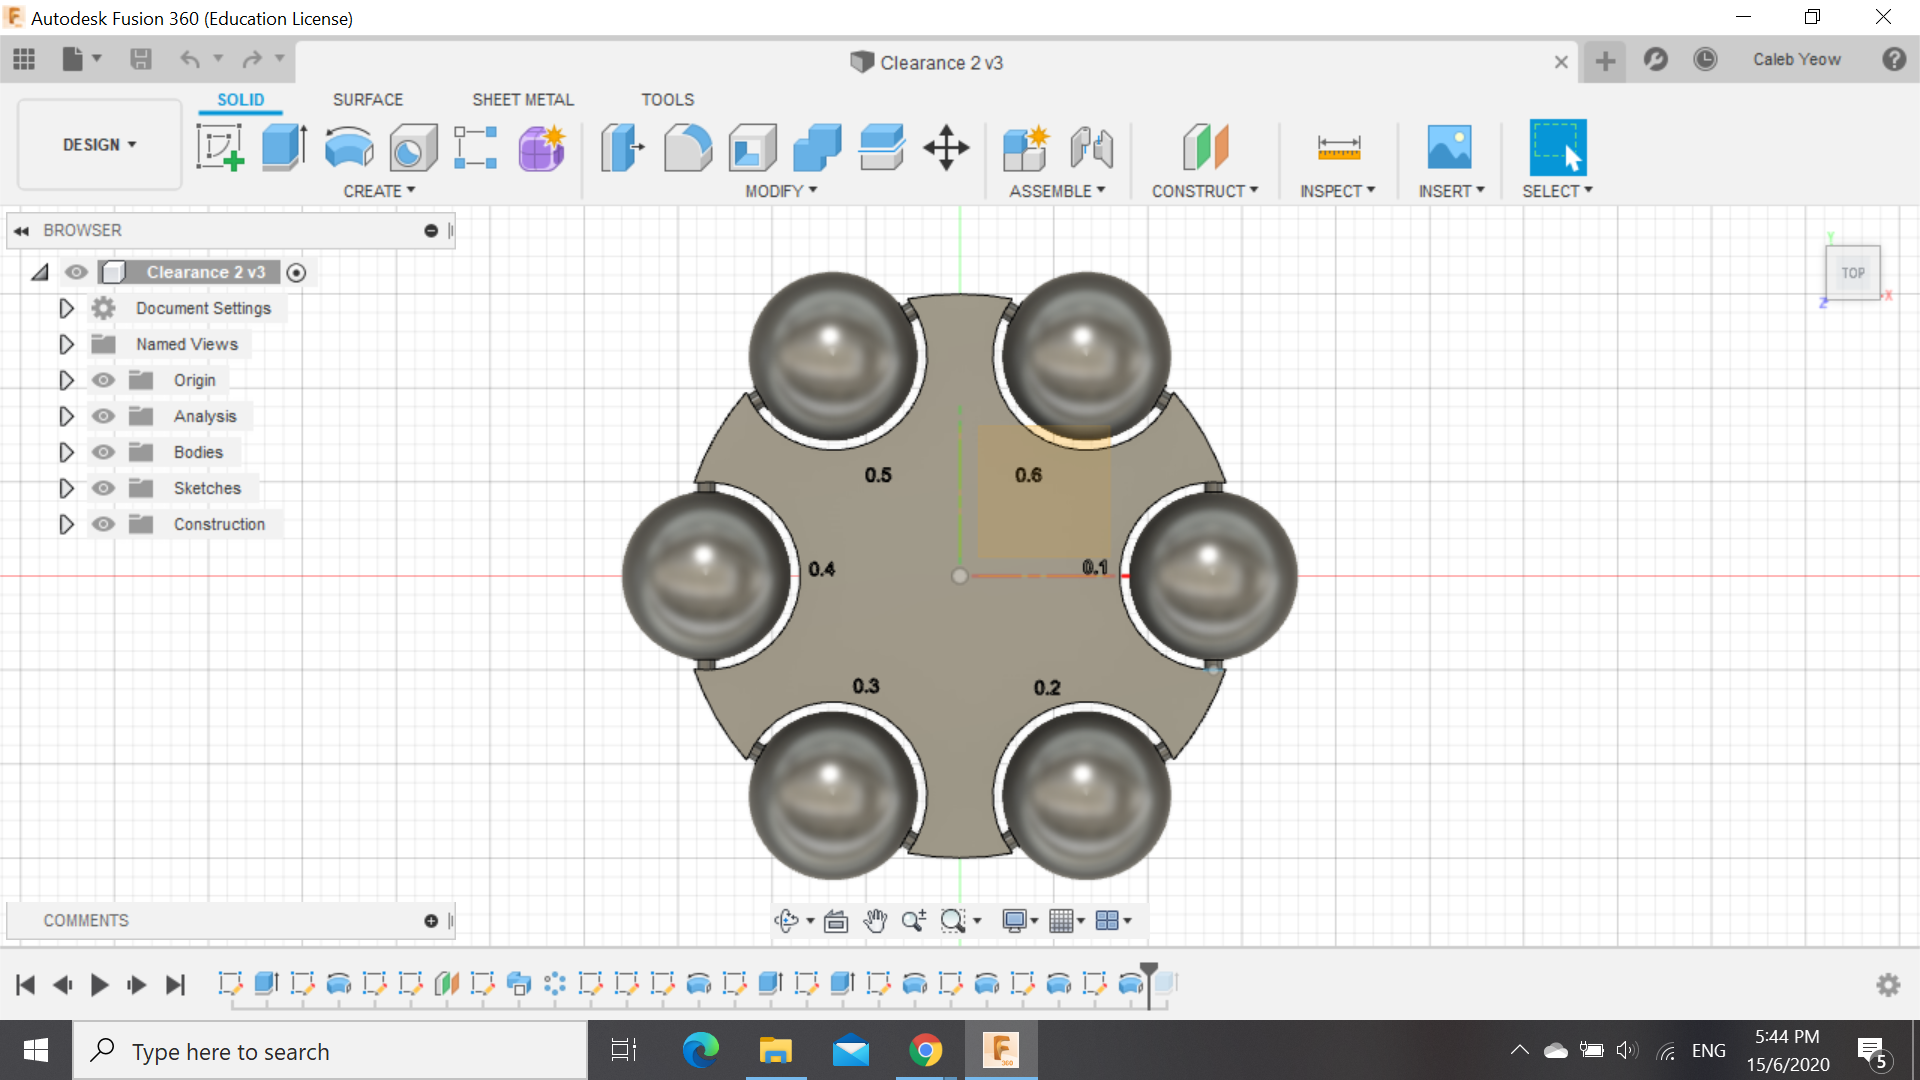 Autodesk Fusion 360 (Education License)
Clearance 2 v3
Caleb Yeow
DESIGN
SOLID
SURFACE
SHEET METAL
TOOLS
CREATE
MODIFY
ASSEMBLE
CONSTRUCT
INSPECT
INSERT
SELECT
BROWSER
Clearance 2 v3
Document Settings
Named Views
Origin
Analysis
Bodies
Sketches
Construction
Y
TOP
X
Z
0.5
0.6
0.4
0.1
0.3
0.2
COMMENTS
Type here to search
F
360
ENG
5:44 PM
15/6/2020
5